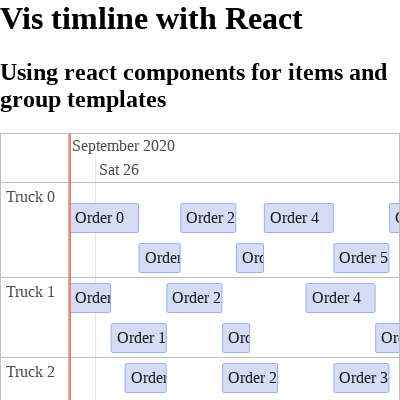 Vis timline with React
Using react components for items and
group templates
September 2020
Sat 26
Truck 0
Order 0
Order 2
Order 4
Order
Order 5
Truck 1
Order
Order 2
Order 4
Order 1
Truck 2
Order
Order 2
Order 3